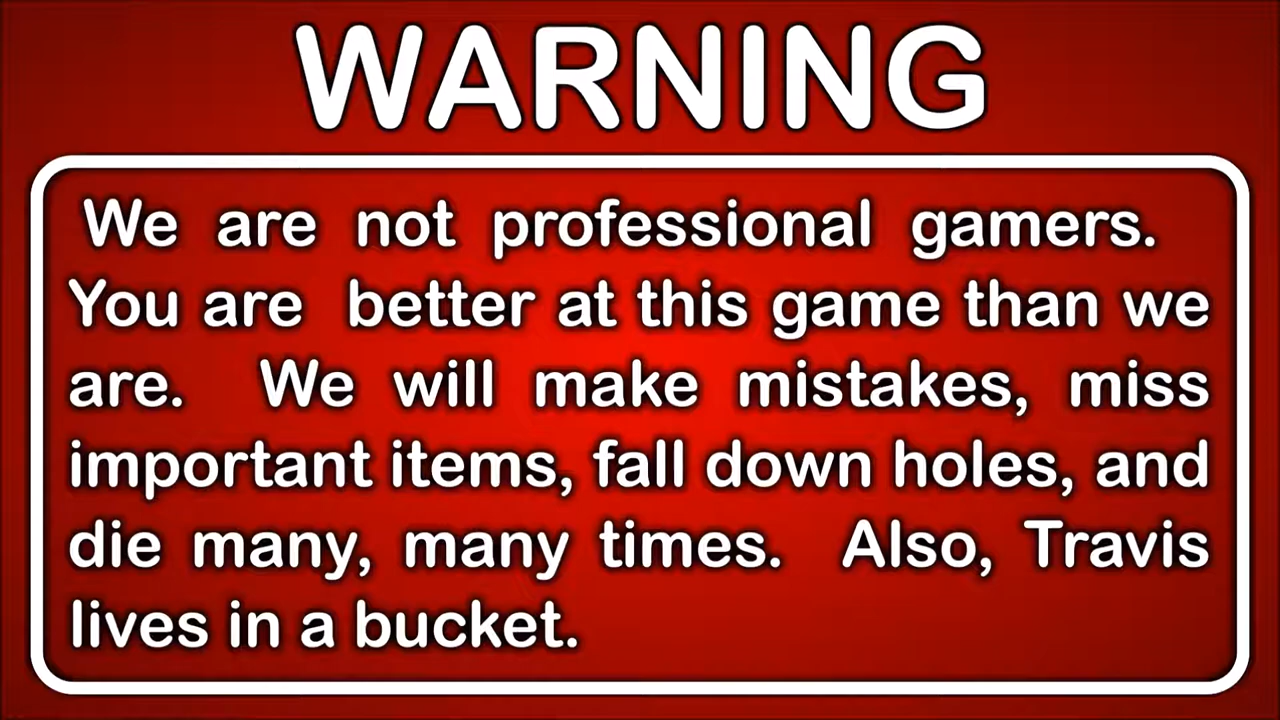 WARNING
We are not professional gamers.
You are better at this game than we
are. We will make mistakes, miss
important items, fall down holes, and
die many, many times. Also, Travis
lives in a bucket.